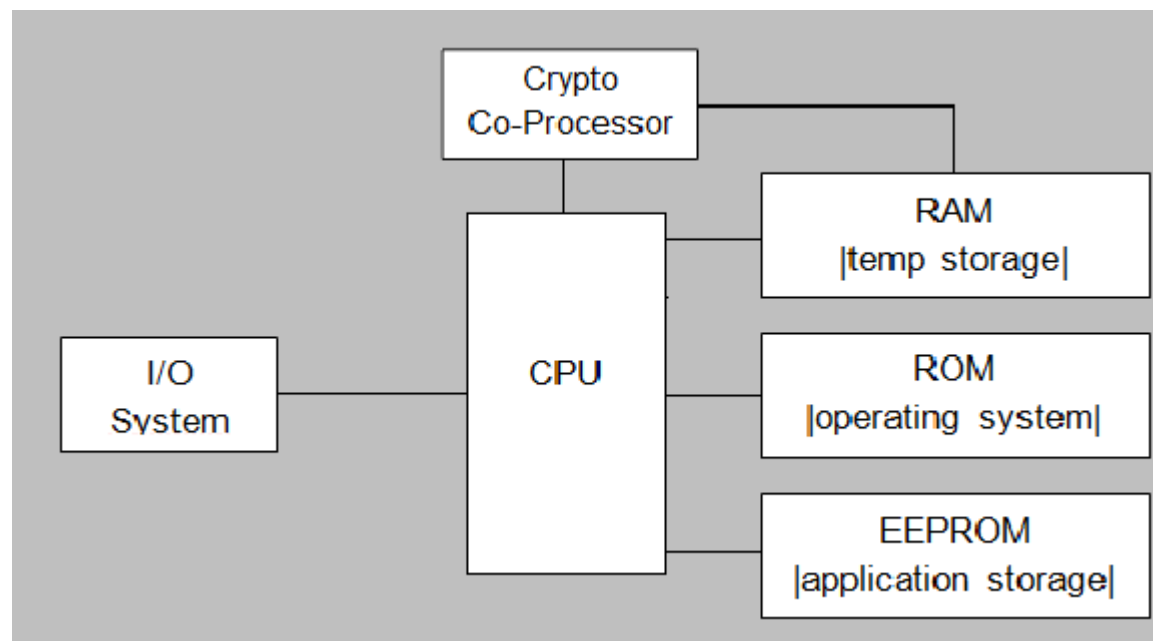 Crypto
Co-Processor
RAM
|temp storage|
I/O
System
CPU
ROM
|operating system|
EEPROM
|application storage|